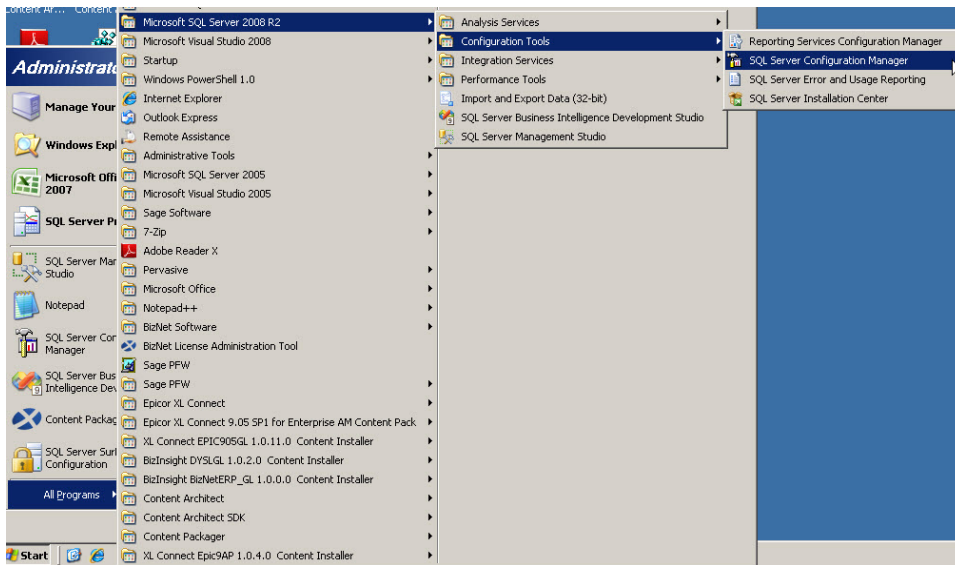 Content
Administrat
Manage Your
Windows Expl
Microsoft Offi
2007
SQL Server Pr
SQL Server Man
Studio
Notepad
SQL Server Con
Manager
SQL Server Bus
Intelligence Dev
Content Packag
SQL Server Surf
Configuration
All Programs
Start
Microsoft SQL Server 2008 R2
Microsoft Visual Studio 2008
Startup
Windows PowerShell 1.0
Internet Explorer
Outlook Express
Remote Assistance
Administrative Tools
Microsoft SQL Server 2005
Microsoft Visual Studio 2005
Sage Software
7-Zip
Adobe Reader X
Pervasive
Microsoft Office
Notepad++
BizNet Software
BizNet License Administration Tool
Sage PFW
Sage PFW
Epicor XL Connect
Epicor XL Connect 9.05 SP1 for Enterprise AM Content Pack
XL Connect EPIC905GL 1.0.11.0 Content Installer
BizInsight DYSLGL 1.0.2.0 Content Installer
BizInsight BizNetERP_GL 1.0.0.0 Content Installer
Content Architect
Content Architect SDK
Content Packager
XL Connect Epic9AP 1.0.4.0 Content Installer
Analysis Services
Configuration Tools
Integration Services
Performance Tools
Import and Export Data (32-bit)
SQL Server Business Intelligence Development Studio
SQL Server Management Studio
Reporting Services Configuration Manager
SQL Server Configuration Manager
SQL Server Error and Usage Reporting
SQL Server Installation Center